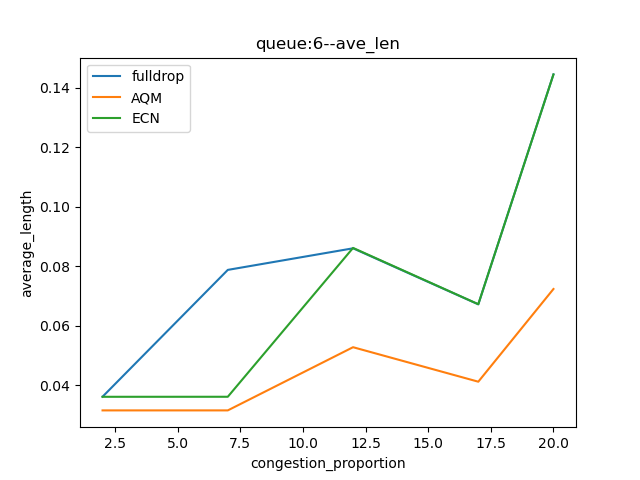 queue:6--ave_len
fulldrop
AQM
ECN
average_length
0.14
0.12
0.10
0.08
0.06
0.04
2.5 5.0 7.5 10.0 12.5 15.0 17.5 20.0
congestion_proportion